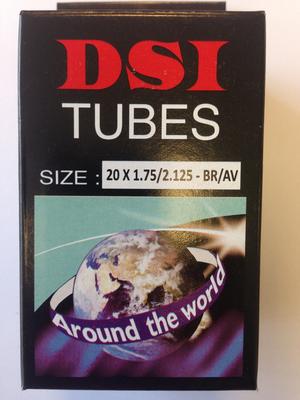 DSI
TUBES
SIZE : 20 X 1.75/2.125 - BR/AV
Around the world